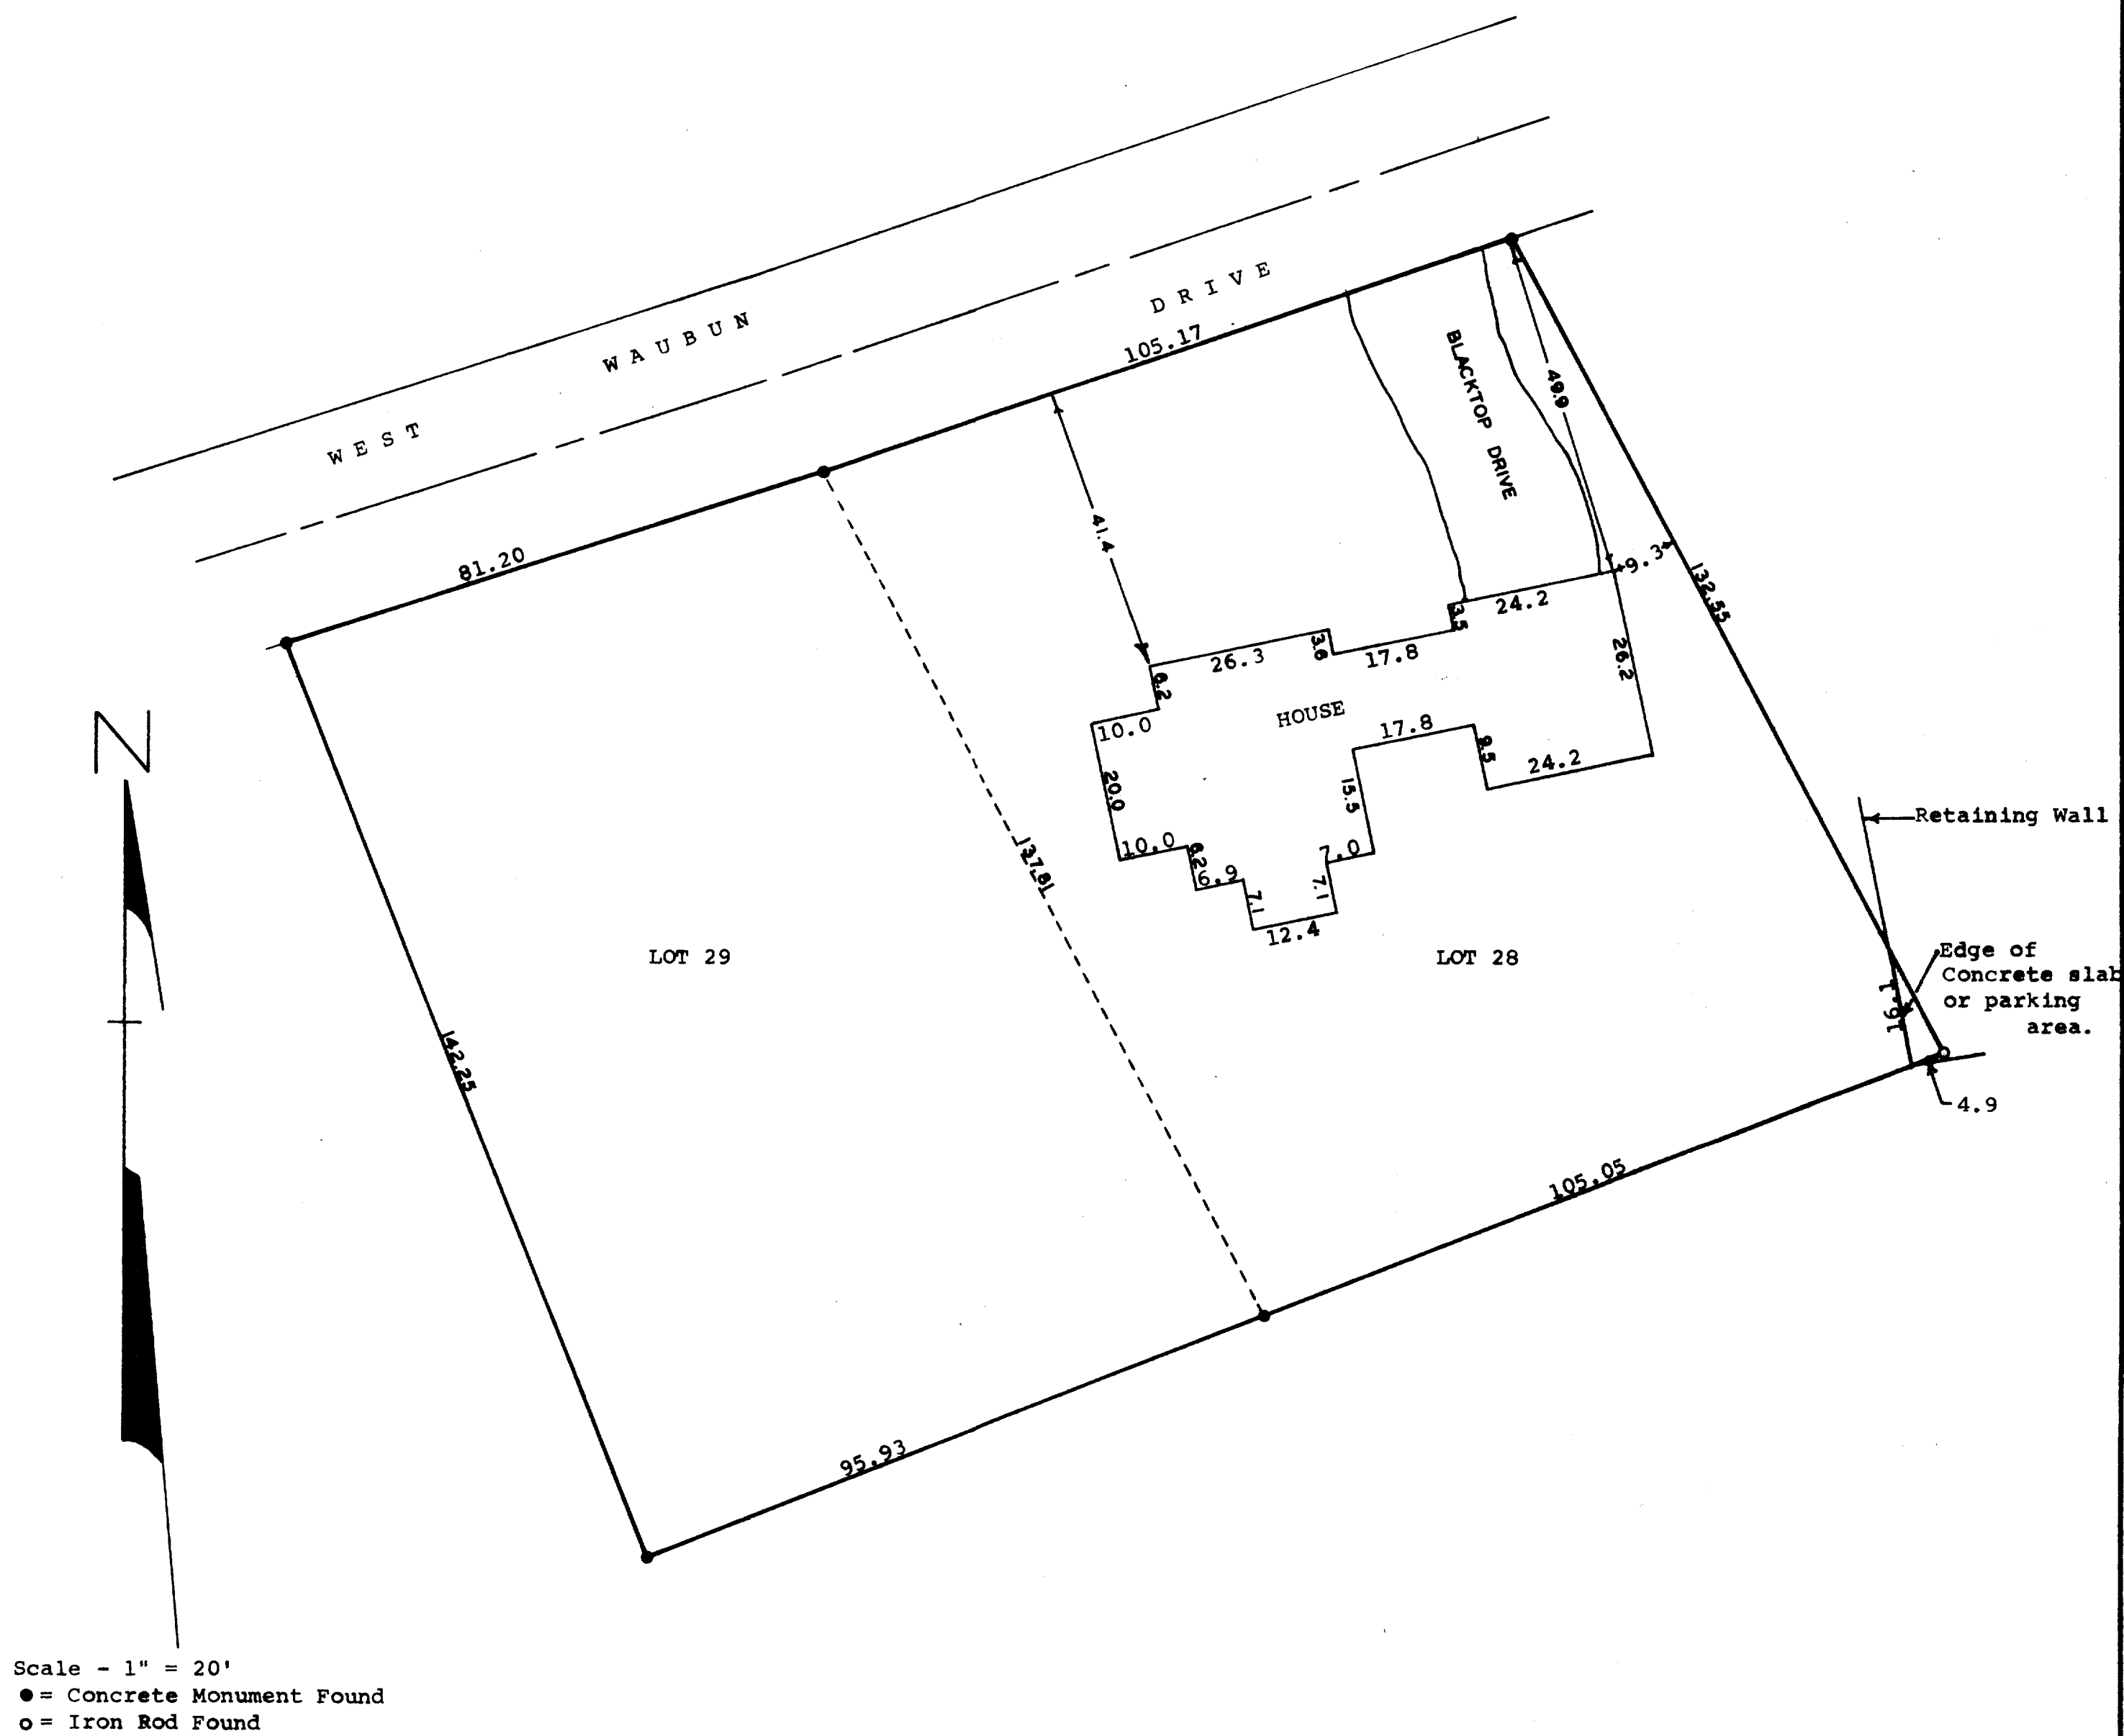 WEST WAUBUN DRIVE
105.17
81.20
BLACKTOP DRIVE
49.9
41.4
9.3
132.55
24.2
3.5
3.6
17.8
26.3
26.2
6.2
HOUSE
10.0
17.8
9.5
24.2
20.0
15.5
N
Retaining Wall
10.0
6.2
6.9
7.0
7.1
7.1
12.4
137.81
LOT 29
LOT 28
Edge of
Concrete slab
or parking
area.
16.1
142.25
4.9
105.05
95.93
Scale - 1" = 20'
● = Concrete Monument Found
o = Iron Rod Found